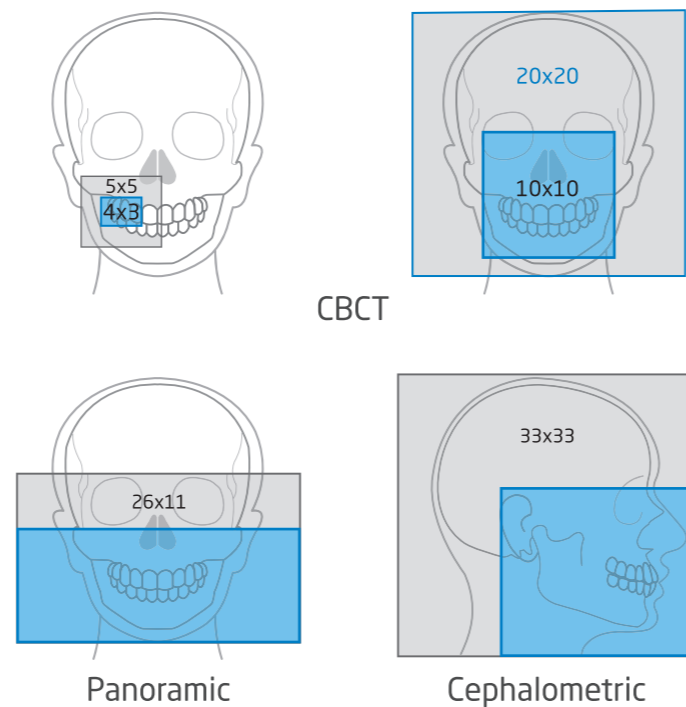 5x5
4x3
20x20
10x10
CBCT
26x11
Panoramic
33x33
Cephalometric